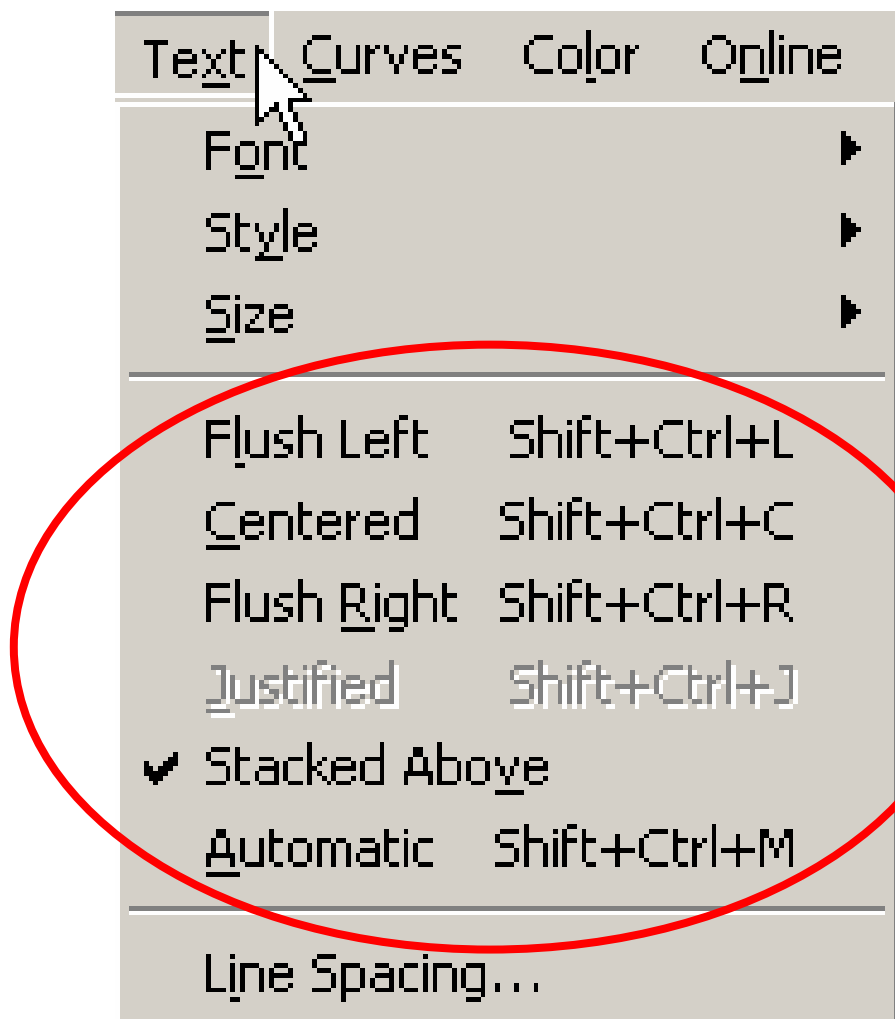 Text Curves Color Online
Font
Style
Size
Flush Left Shift+Ctrl+L
Centered Shift+Ctrl+C
Flush Right Shift+Ctrl+R
Justified Shift+Ctrl+J
Stacked Above
Automatic Shift+Ctrl+M
Line Spacing...